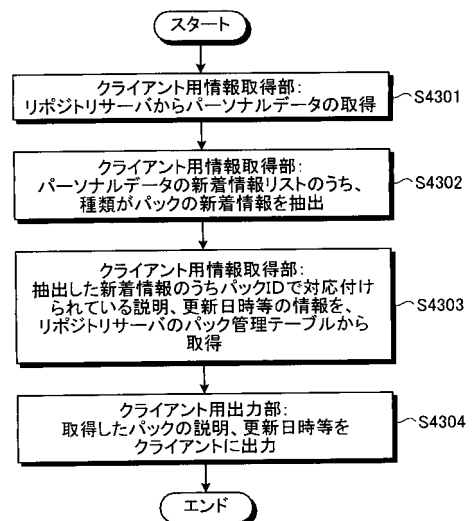 スタート
クライアント用情報取得部:
リポジトリサーバからパーソナルデータの取得
S4301
クライアント用情報取得部:
パーソナルデータの新着情報リストのうち、
種類がパックの新着情報を抽出
S4302
クライアント用情報取得部:
抽出した新着情報のうちパックIDで対応付け
られている説明、更新日時等の情報を、
リポジトリサーバのパック管理テーブルから
取得
S4303
クライアント用出力部:
取得したパックの説明、更新日時等を
クライアントに出力
S4304
エンド